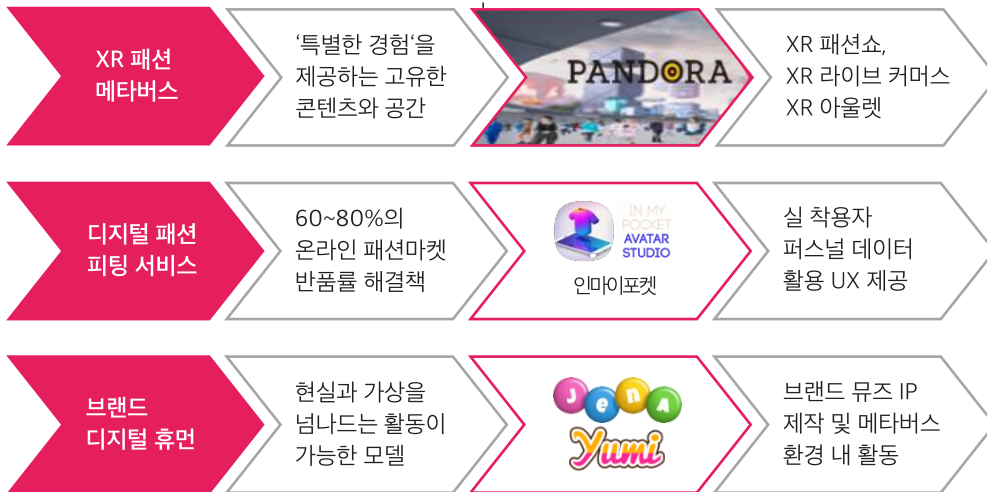 XR 패션
메타버스
‘특별한 경험‘을
제공하는 고유한
콘텐츠와 공간
PANDORA
XR 패션쇼,
XR 라이브 커머스
XR 아울렛
디지털 패션
피팅 서비스
60~80%의
온라인 패션마켓
반품률 해결책
IN MY
POCKET
AVATAR
STUDIO
인마이포켓
실 착용자
퍼스널 데이터
활용 UX 제공
브랜드
디지털 휴먼
현실과 가상을
넘나드는 활동이
가능한 모델
JenA
Yumi
브랜드 뮤즈 IP
제작 및 메타버스
환경 내 활동